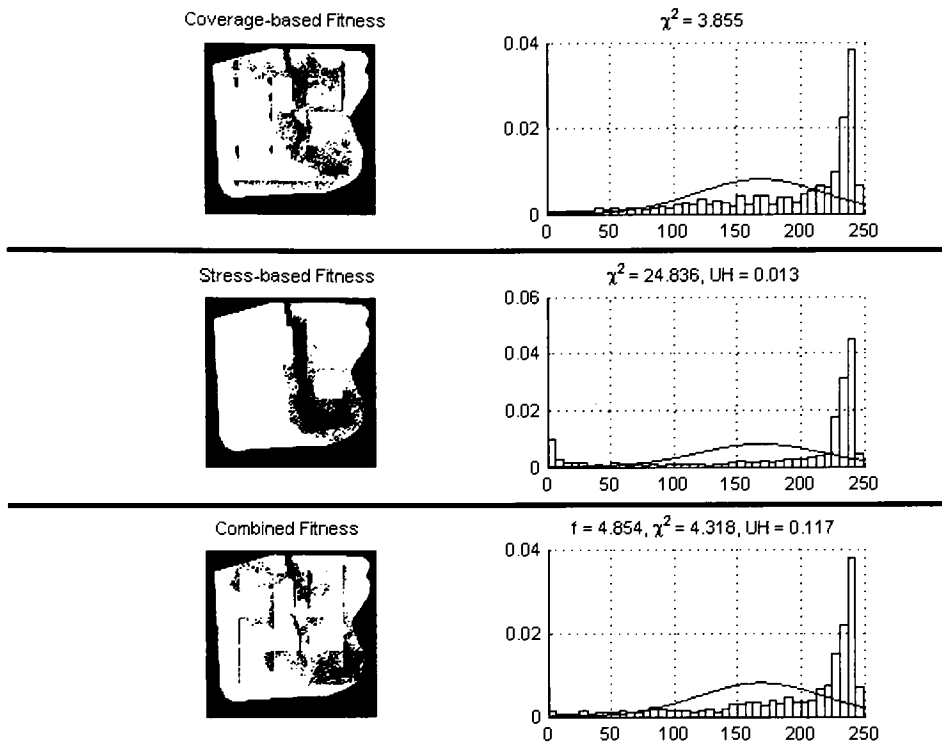 Coverage-based Fitness
χ² = 3.855
0.04
0.02
0
0 50 100 150 200 250
Stress-based Fitness
χ² = 24.836, UH = 0.013
0.06
0.04
0.02
0
0 50 100 150 200 250
Combined Fitness
f = 4.854, χ² = 4.318, UH = 0.117
0.04
0.02
0
0 50 100 150 200 250